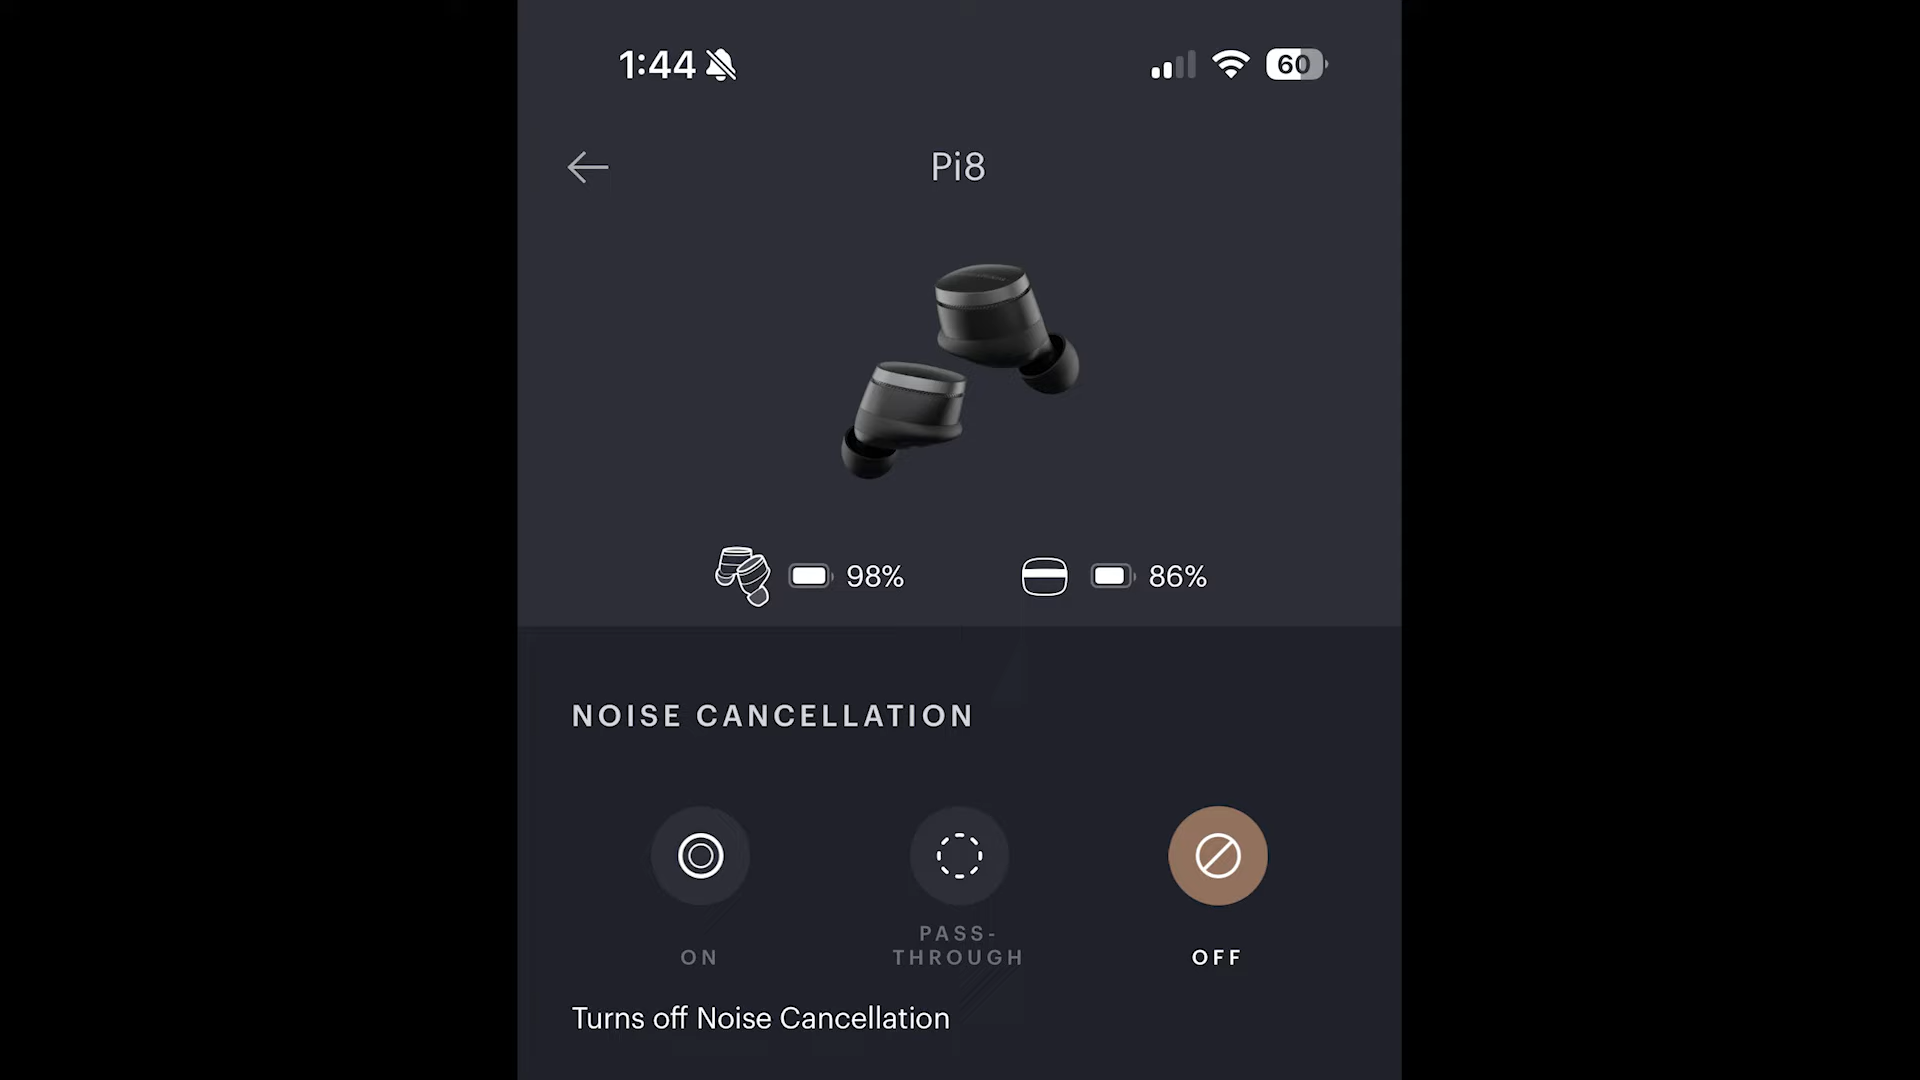 1:44 60
Pi8
98% 86%
NOISE CANCELLATION
ON PASS-THROUGH OFF
Turns off Noise Cancellation